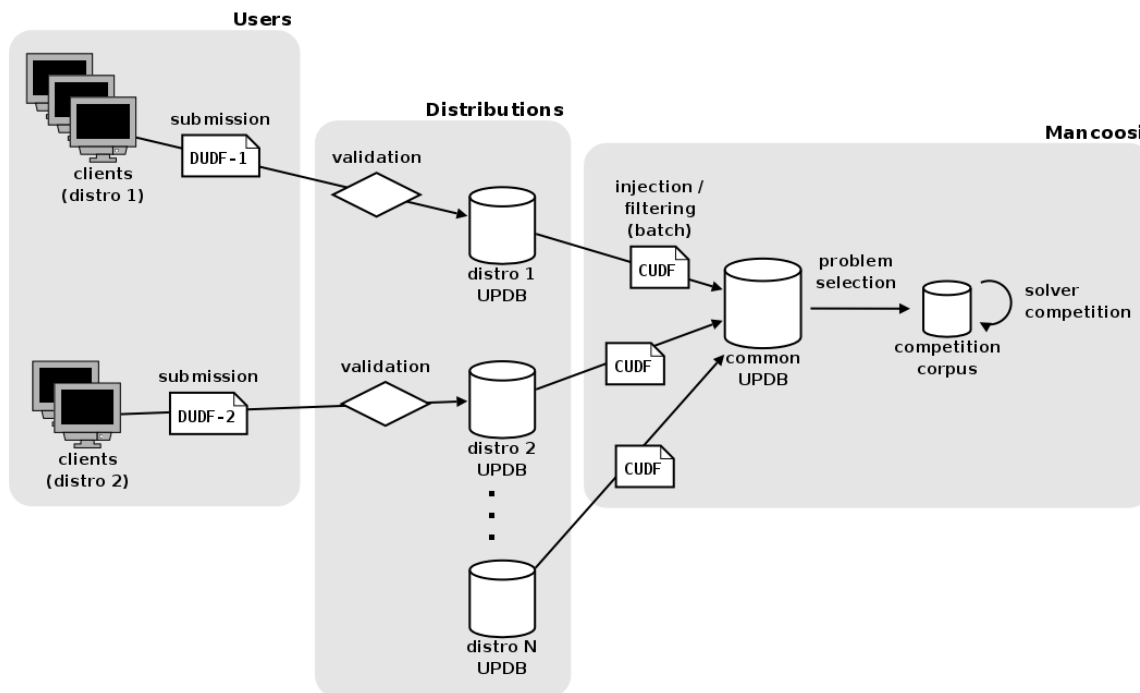 Users
Distributions
Mancoosi
submission
DUDF-1
clients
(distro 1)
validation
distro 1
UPDB
injection /
filtering
(batch)
CUDF
problem
selection
solver
competition
common
UPDB
competition
corpus
submission
DUDF-2
clients
(distro 2)
validation
distro 2
UPDB
CUDF
CUDF
distro N
UPDB